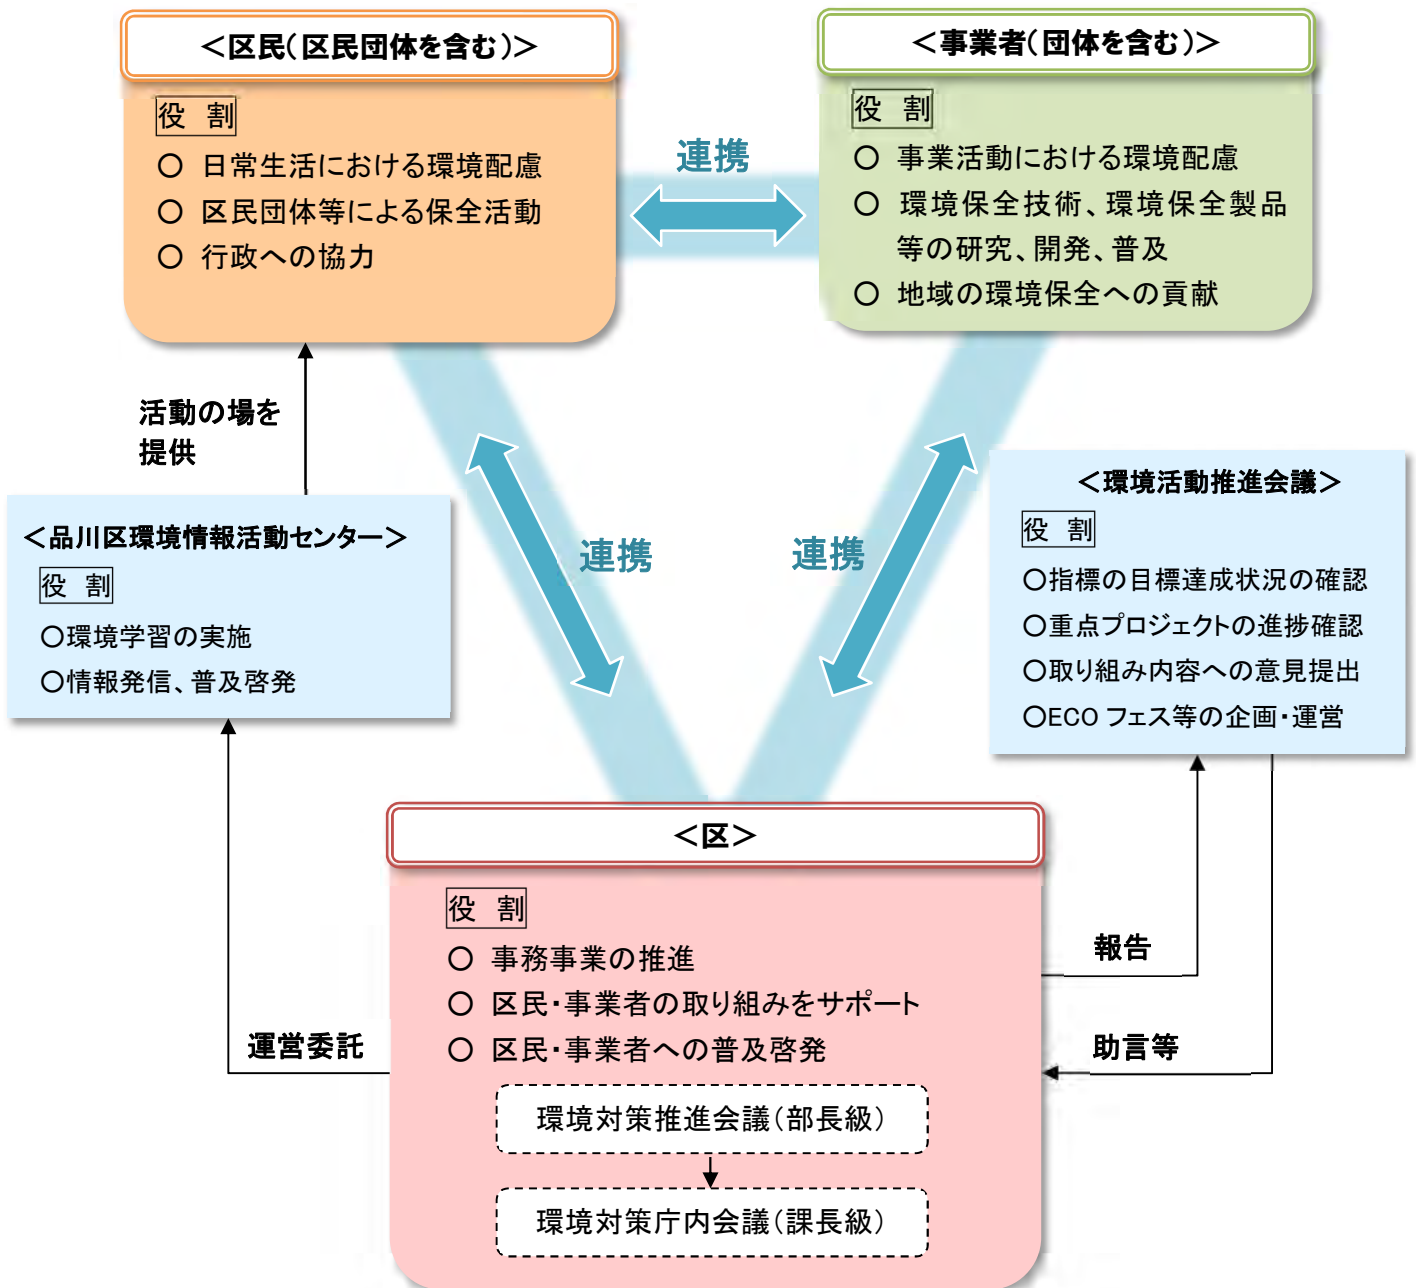 ＜区民（区民団体を含む）＞
役 割
○ 日常生活における環境配慮
○ 区民団体等による保全活動
○ 行政への協力
＜事業者（団体を含む）＞
役 割
○ 事業活動における環境配慮
○ 環境保全技術、環境保全製品
等の研究、開発、普及
○ 地域の環境保全への貢献
連携
活動の場を
提供
連携
連携
＜品川区環境情報活動センター＞
役 割
○環境学習の実施
○情報発信、普及啓発
＜環境活動推進会議＞
役 割
○指標の目標達成状況の確認
○重点プロジェクトの進捗確認
○取り組み内容への意見提出
○ECO フェス等の企画・運営
＜区＞
役 割
○ 事務事業の推進
○ 区民・事業者の取り組みをサポート
○ 区民・事業者への普及啓発
環境対策推進会議（部長級）
環境対策庁内会議（課長級）
運営委託
報告
助言等